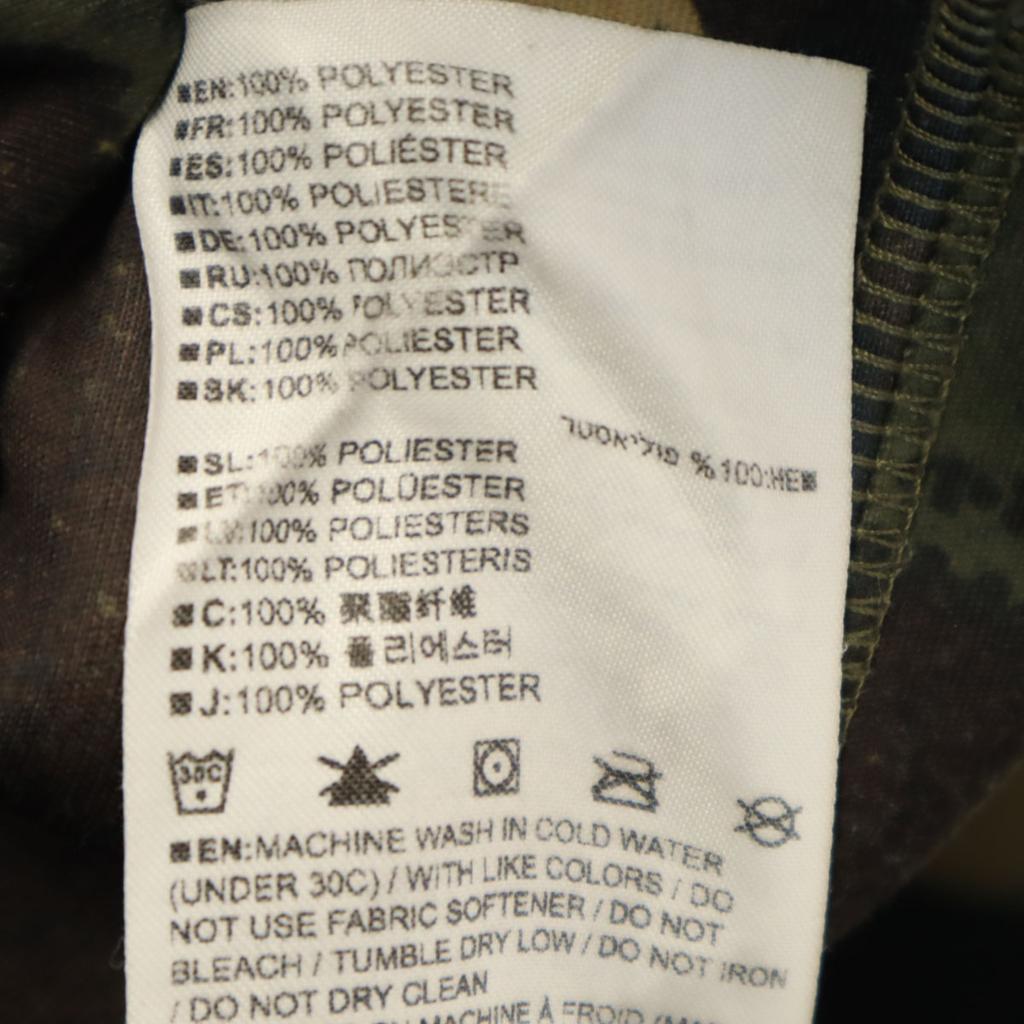 EN:100% POLYESTER
FR:100% POLYESTER
ES:100% POLIÉSTER
IT:100% POLIESTERE
DE:100% POLYESTER
RU:100% ПОЛИЭСТР
CS:100% POLYESTER
PL:100% POLIESTER
SK:100% POLYESTER
HE:100% פוליאסטר
SL:100% POLIESTER
ET:100% POLÜESTER
LV:100% POLIESTERS
LT:100% POLIESTERIS
C:100% 聚酯纤维
K:100% 폴리에스터
J:100% POLYESTER
30C
EN:MACHINE WASH IN COLD WATER
(UNDER 30C) / WITH LIKE COLORS / DO
NOT USE FABRIC SOFTENER / DO NOT
BLEACH / TUMBLE DRY LOW / DO NOT IRON
/ DO NOT DRY CLEAN
MACHINE À FROID